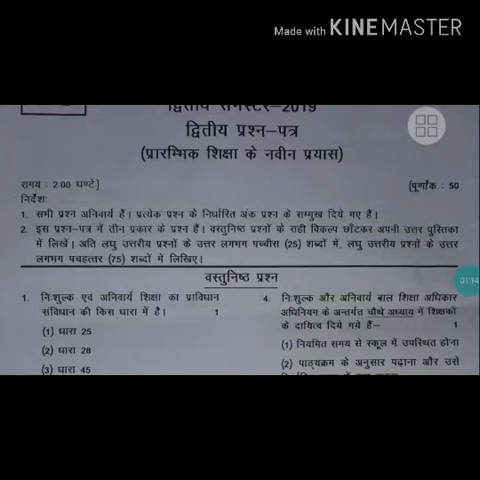 Made with KINEMASTER
द्वितीय सेमेस्टर–2019
द्वितीय प्रश्न–पत्र
(प्रारम्भिक शिक्षा के नवीन प्रयास)
समय : 2:00 घण्टे]
[पूर्णांक : 50
निर्देशः
1. सभी प्रश्न अनिवार्य हैं। प्रत्येक प्रश्न के निर्धारित अंक प्रश्न के सम्मुख दिये गए हैं।
2. इस प्रश्न–पत्र में तीन प्रकार के प्रश्न हैं। वस्तुनिष्ठ प्रश्नों के सही विकल्प छाँटकर अपनी उत्तर पुस्तिका
में लिखें। अति लघु उत्तरीय प्रश्नों के उत्तर लगभग पच्चीस (25) शब्दों में, लघु उत्तरीय प्रश्नों के उत्तर
लगभग पचहत्तर (75) शब्दों में लिखिए।
01:14
वस्तुनिष्ठ प्रश्न
1. निःशुल्क एवं अनिवार्य शिक्षा का प्राविधान
संविधान की किस धारा में है। 1
(1) धारा 25
(2) धारा 28
(3) धारा 45
4. निःशुल्क और अनिवार्य बाल शिक्षा अधिकार
अधिनियम के अन्तर्गत चौथे अध्याय में शिक्षकों
के दायित्व दिये गये हैं– 1
(1) नियमित समय से स्कूल में उपस्थित होना
(2) पाठ्यक्रम के अनुसार पढ़ाना और उसे